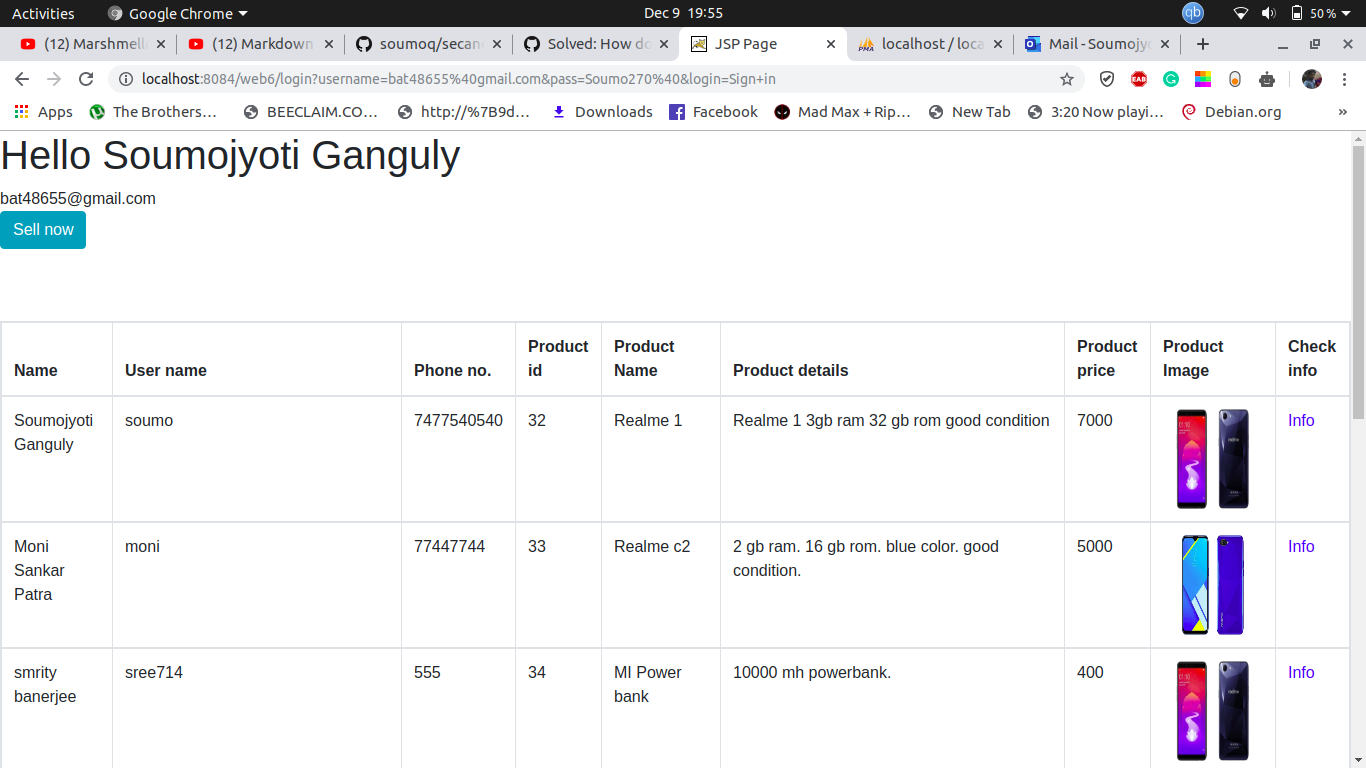 Activities Google Chrome Dec 9 19:55 qb 50 %
(12) Marshmell (12) Markdown soumoq/secan Solved: How do JSP Page localhost / loca Mail - Soumojyo
localhost:8084/web6/login?username=bat48655%40gmail.com&pass=Soumo270%40&login=Sign+in
Apps The Brothers… BEECLAIM.CO… http://%7B9d… Downloads Facebook Mad Max + Rip… New Tab 3:20 Now playi… Debian.org »
Hello Soumojyoti Ganguly
bat48655@gmail.com
Sell now
Name User name Phone no. Product id Product Name Product details Product price Product Image Check info
Soumojyoti Ganguly soumo 7477540540 32 Realme 1 Realme 1 3gb ram 32 gb rom good condition 7000 Info
Moni Sankar Patra moni 77447744 33 Realme c2 2 gb ram. 16 gb rom. blue color. good condition. 5000 Info
smrity banerjee sree714 555 34 MI Power bank 10000 mh powerbank. 400 Info